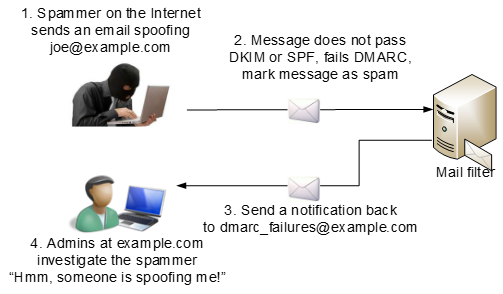 1. Spammer on the Internet
sends an email spoofing
joe@example.com
2. Message does not pass
DKIM or SPF, fails DMARC,
mark message as spam
Mail filter
3. Send a notification back
to dmarc_failures@example.com
4. Admins at example.com
investigate the spammer
“Hmm, someone is spoofing me!”